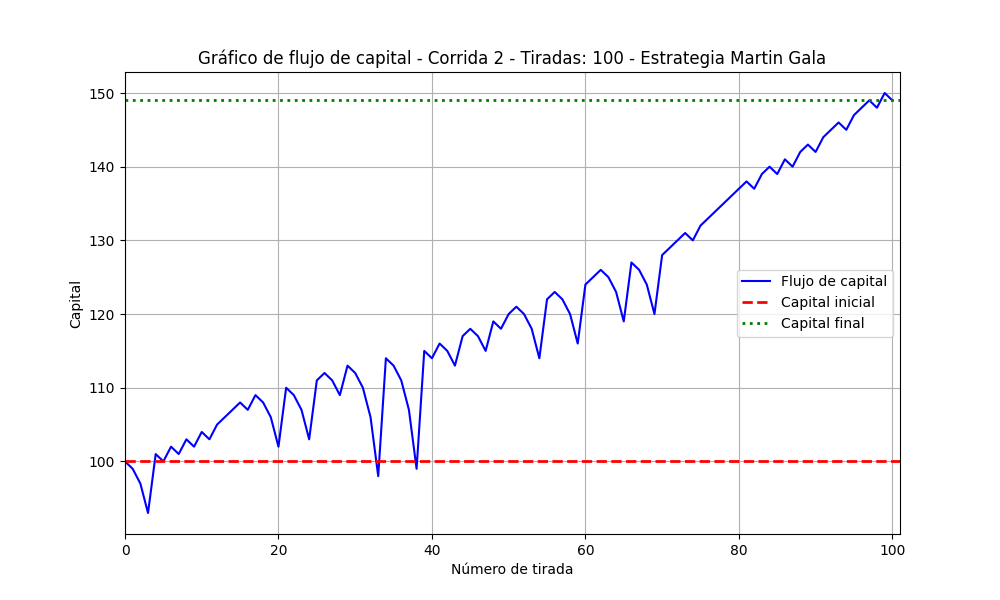 Gráfico de flujo de capital - Corrida 2 - Tiradas: 100 - Estrategia Martin Gala
150
140
130
120
110
100
Capital
Flujo de capital
Capital inicial
Capital final
0 20 40 60 80 100
Número de tirada